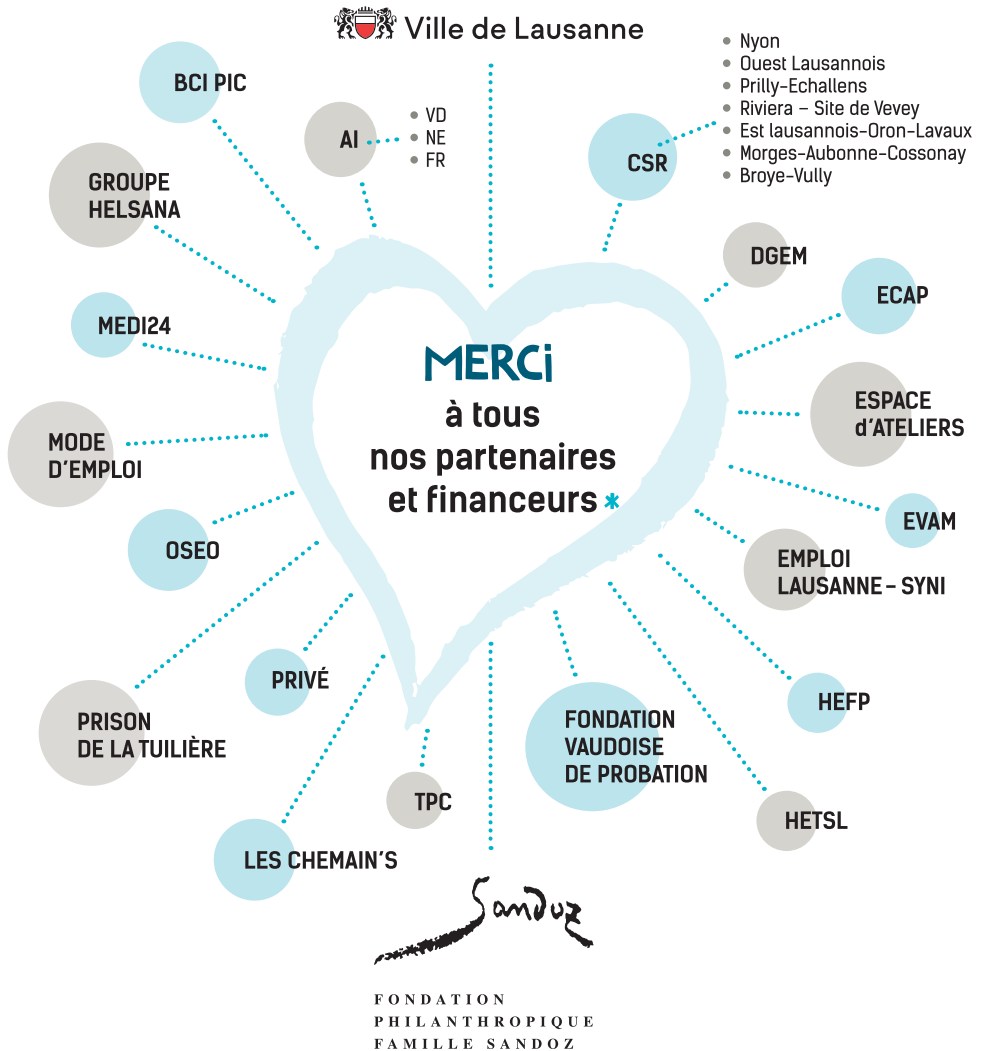 Ville de Lausanne
BCI PIC
AI
• VD
• NE
• FR
CSR
• Nyon
• Ouest Lausannois
• Prilly-Echallens
• Riviera – Site de Vevey
• Est lausannois-Oron-Lavaux
• Morges-Aubonne-Cossonay
• Broye-Vully
GROUPE
HELSANA
DGEM
ECAP
MEDI24
MERCi
à tous
nos partenaires
et financeurs *
ESPACE
d'ATELIERS
MODE
D'EMPLOI
EVAM
OSEO
EMPLOI
LAUSANNE – SYNI
PRIVÉ
HEFP
PRISON
DE LA TUILIÈRE
FONDATION
VAUDOISE
DE PROBATION
TPC
HETSL
LES CHEMAIN'S
Sandoz
FONDATION
PHILANTHROPIQUE
FAMILLE SANDOZ